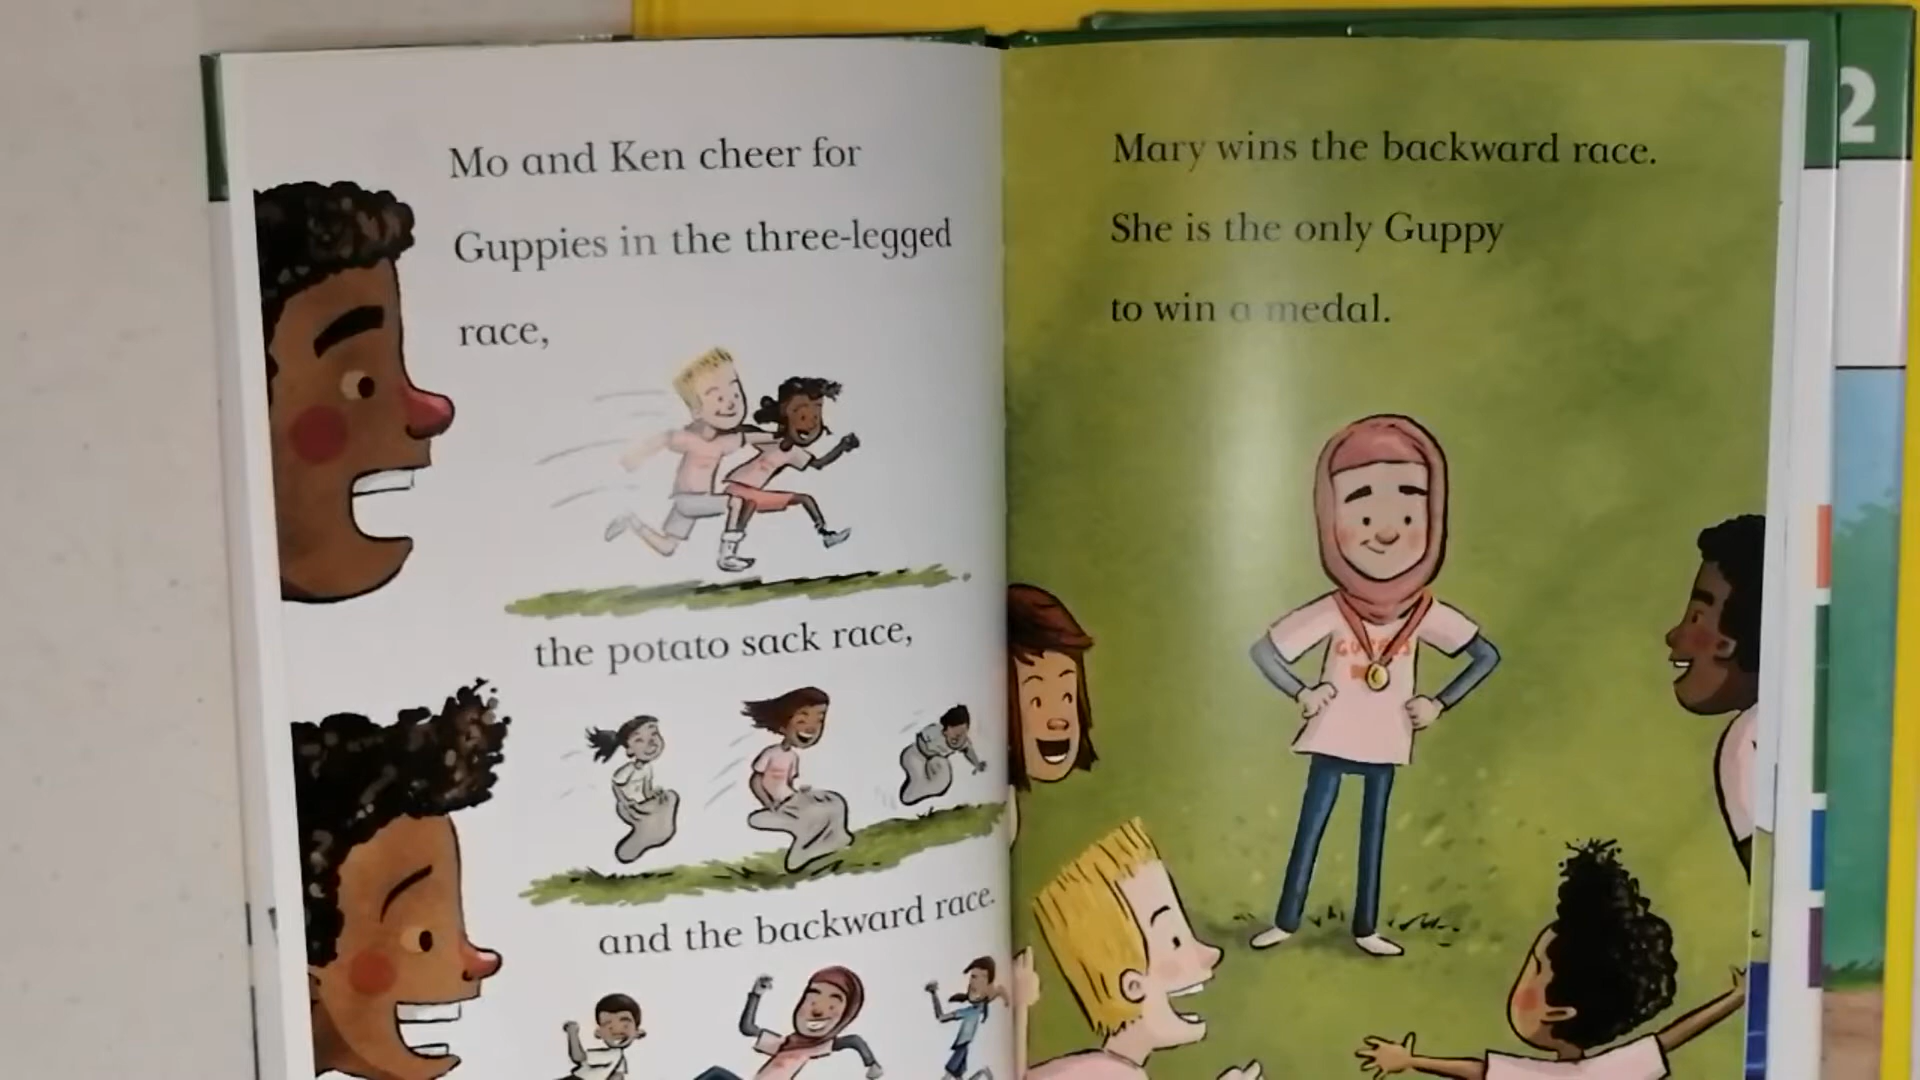 Mo and Ken cheer for
Guppies in the three-legged
race,
the potato sack race,
and the backward race.
Mary wins the backward race.
She is the only Guppy
to win a medal.
2